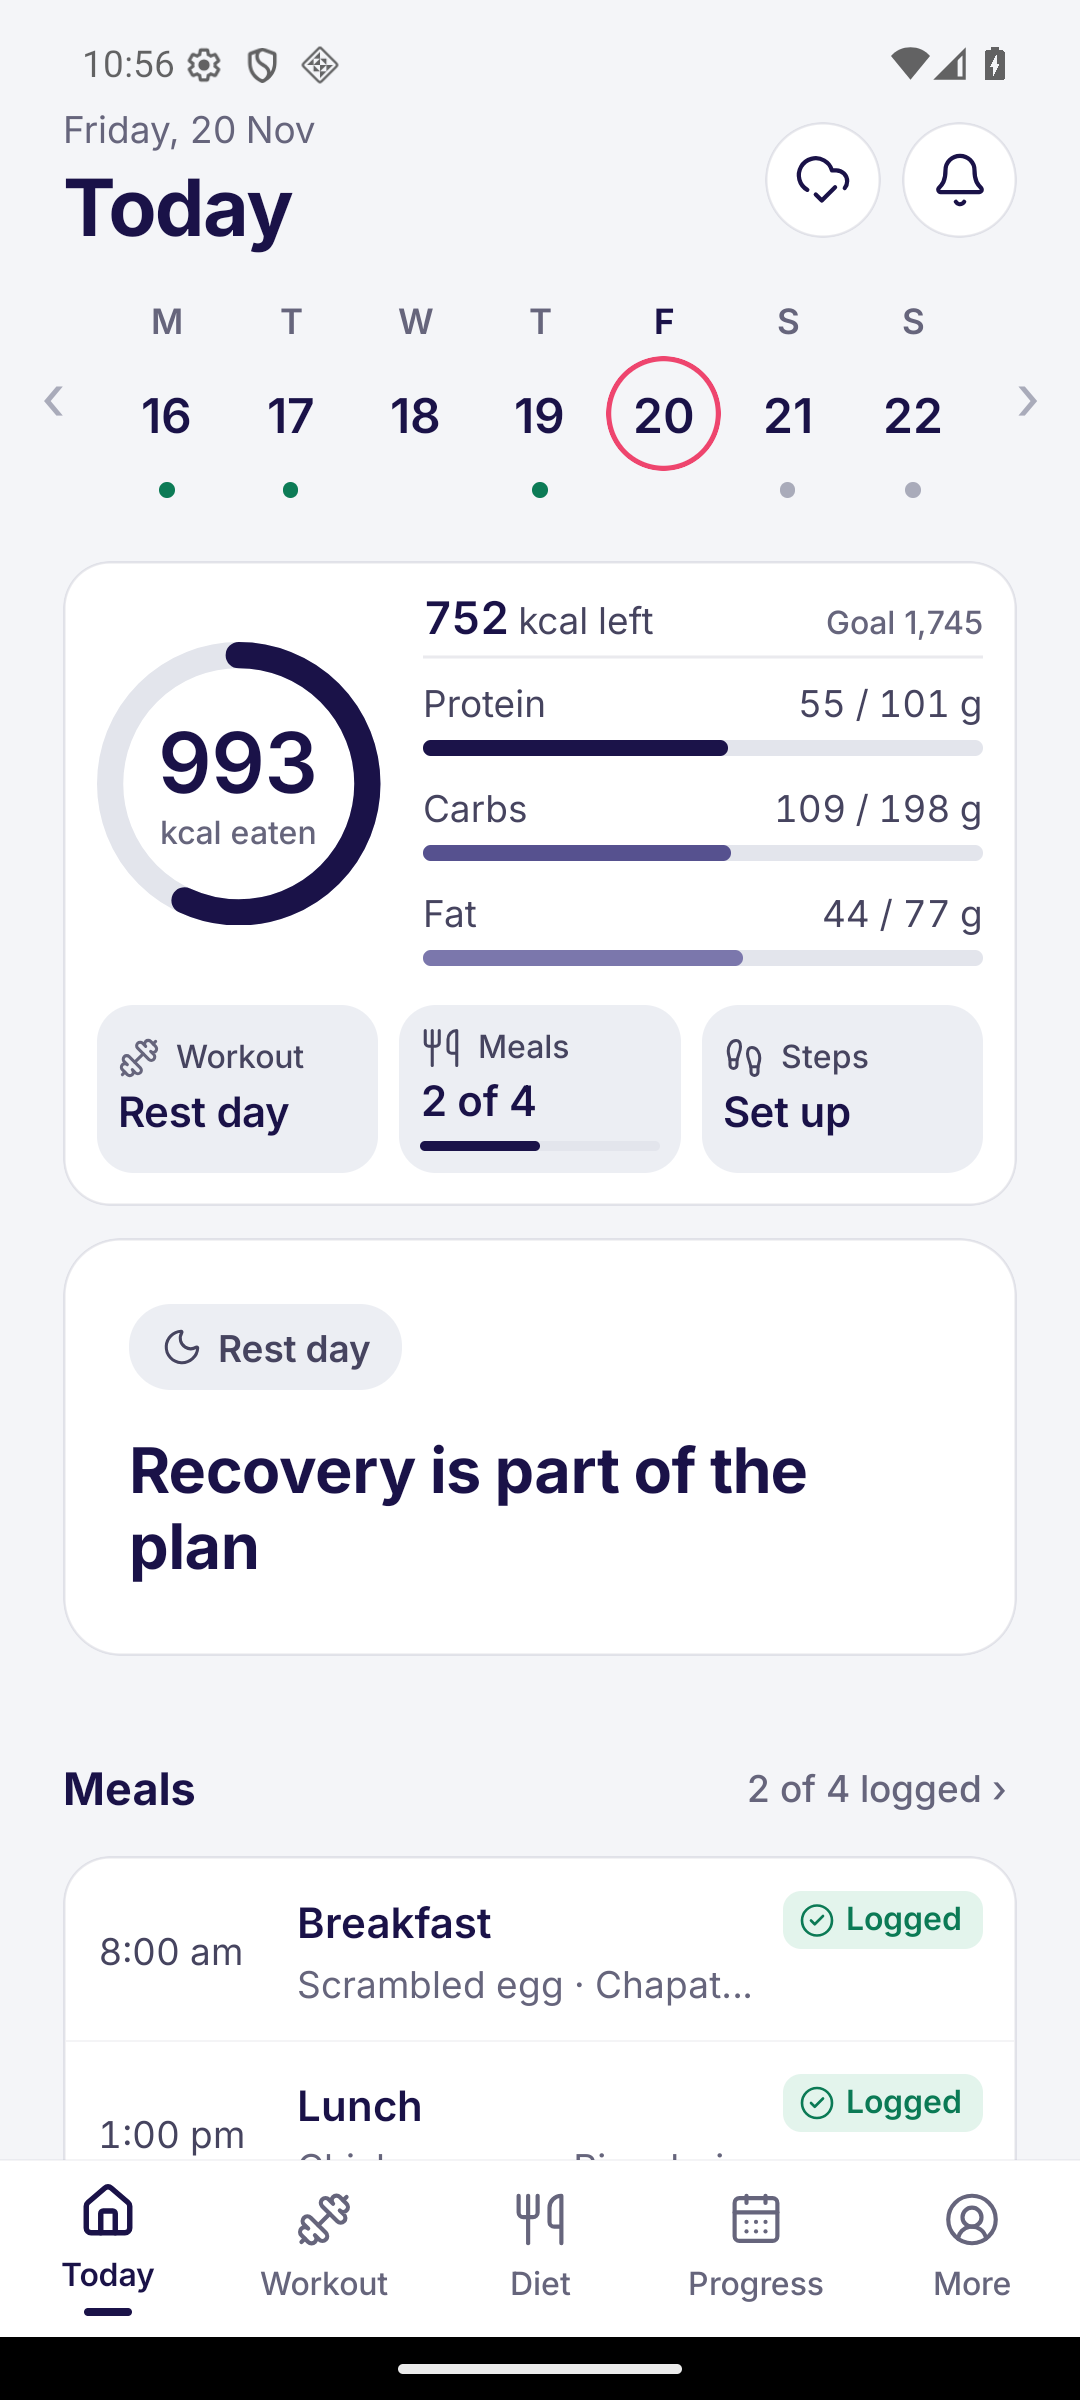 10:56
Friday, 20 Nov
Today
M T W T F S S
‹ 16 17 18 19 20 21 22 ›
752 kcal left Goal 1,745
993
kcal eaten
Protein 55 / 101 g
Carbs 109 / 198 g
Fat 44 / 77 g
Workout
Rest day
Meals
2 of 4
Steps
Set up
Rest day
Recovery is part of the
plan
Meals 2 of 4 logged ›
8:00 am
Breakfast
Scrambled egg · Chapat...
Logged
1:00 pm
Lunch
Logged
Today Workout Diet Progress More